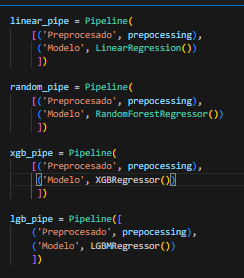 linear_pipe = Pipeline(
[('Preprocesado', prepocessing),
('Modelo', LinearRegression())
])
random_pipe = Pipeline(
[('Preprocesado', prepocessing),
('Modelo', RandomForestRegressor())
])
xgb_pipe = Pipeline(
[('Preprocesado', prepocessing),
('Modelo', XGBRegressor())
])
lgb_pipe = Pipeline([
('Preprocesado', prepocessing),
('Modelo', LGBMRegressor())
])